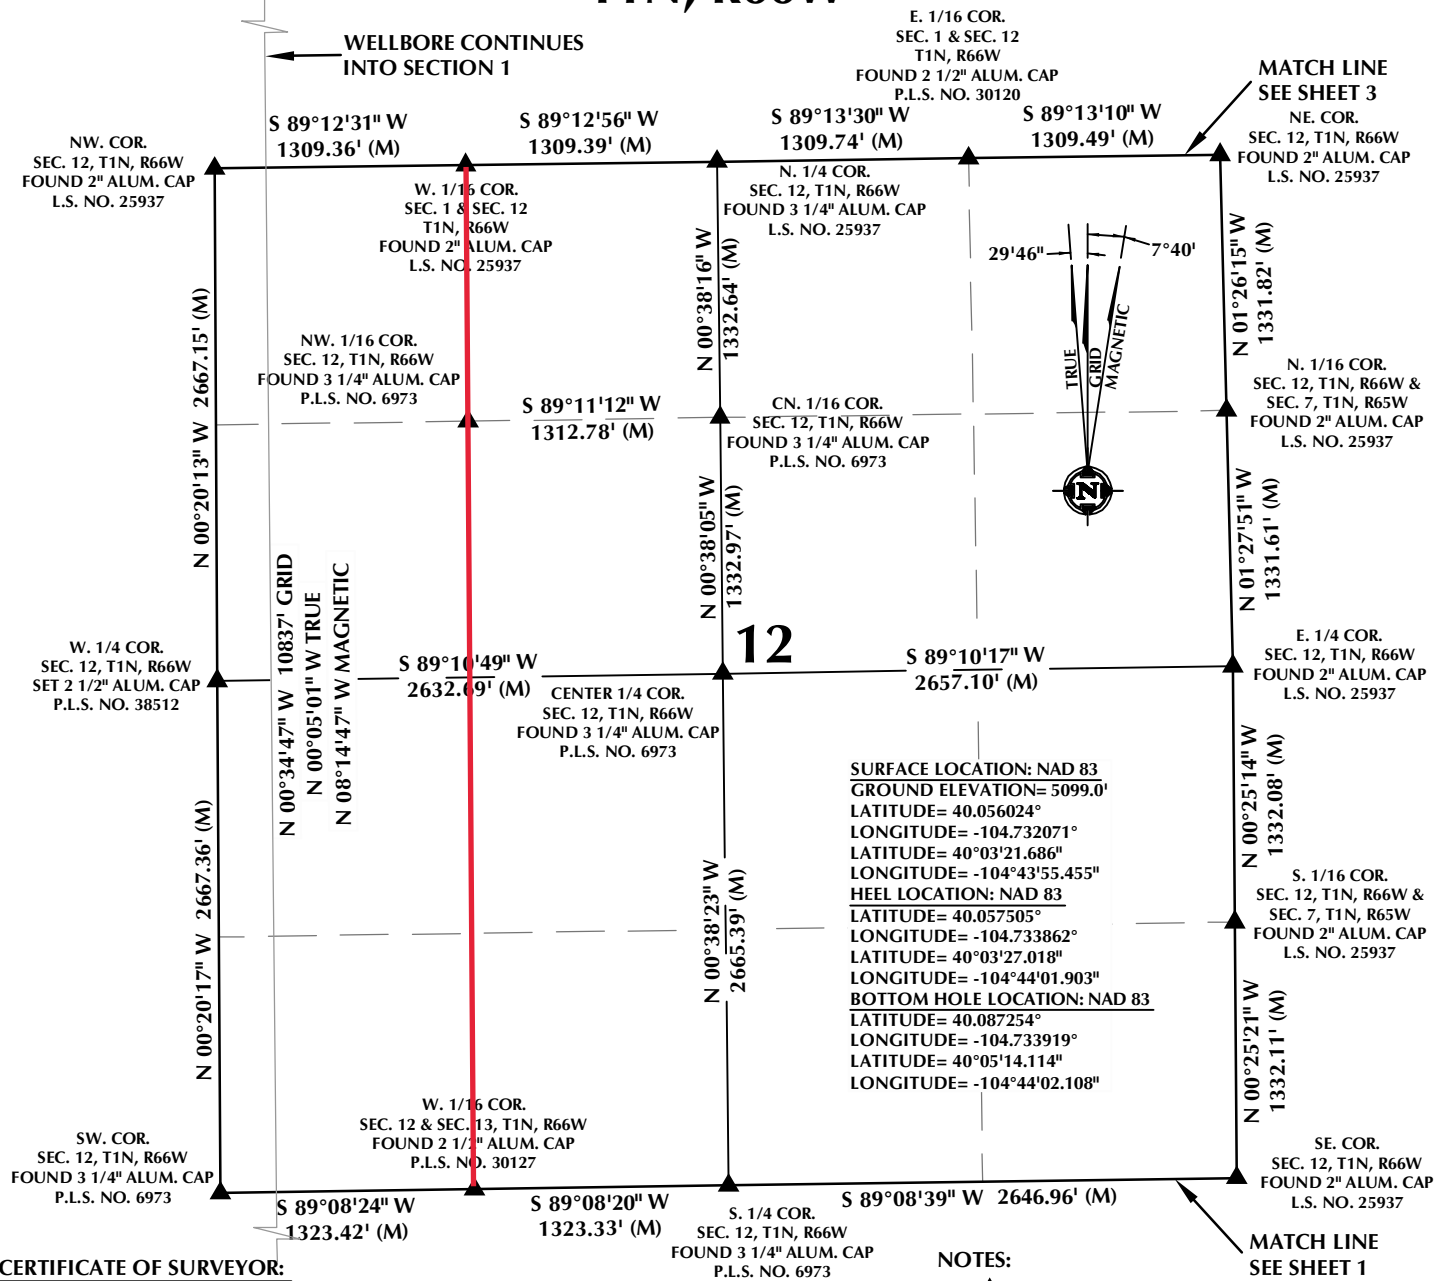 T1N, R66W
E. 1/16 COR.
SEC. 1 & SEC. 12
T1N, R66W
FOUND 2 1/2" ALUM. CAP
P.L.S. NO. 30120
WELLBORE CONTINUES
INTO SECTION 1
MATCH LINE
SEE SHEET 3
NW. COR.
SEC. 12, T1N, R66W
FOUND 2" ALUM. CAP
L.S. NO. 25937
S 89°12'31" W
1309.36' (M)
S 89°12'56" W
1309.39' (M)
S 89°13'30" W
1309.74' (M)
S 89°13'10" W
1309.49' (M)
NE. COR.
SEC. 12, T1N, R66W
FOUND 2" ALUM. CAP
L.S. NO. 25937
W. 1/16 COR.
SEC. 1 & SEC. 12
T1N, R66W
FOUND 2" ALUM. CAP
L.S. NO. 25937
N. 1/4 COR.
SEC. 12, T1N, R66W
FOUND 3 1/4" ALUM. CAP
L.S. NO. 25937
29'46"
7°40'
TRUE
GRID
MAGNETIC
N
N 00°20'13" W 2667.15' (M)
N 00°38'16" W
1332.64' (M)
N 01°26'15" W
1331.82' (M)
NW. 1/16 COR.
SEC. 12, T1N, R66W
FOUND 3 1/4" ALUM. CAP
P.L.S. NO. 6973
S 89°11'12" W
1312.78' (M)
CN. 1/16 COR.
SEC. 12, T1N, R66W
FOUND 3 1/4" ALUM. CAP
P.L.S. NO. 6973
N. 1/16 COR.
SEC. 12, T1N, R66W &
SEC. 7, T1N, R65W
FOUND 2" ALUM. CAP
L.S. NO. 25937
N 00°38'05" W
1332.97' (M)
N 01°27'51" W
1331.61' (M)
N 00°34'47" W 10837' GRID
N 00°05'01" W TRUE
N 08°14'47" W MAGNETIC
W. 1/4 COR.
SEC. 12, T1N, R66W
SET 2 1/2" ALUM. CAP
P.L.S. NO. 38512
S 89°10'49" W
2632.69' (M)
12
CENTER 1/4 COR.
SEC. 12, T1N, R66W
FOUND 3 1/4" ALUM. CAP
P.L.S. NO. 6973
S 89°10'17" W
2657.10' (M)
E. 1/4 COR.
SEC. 12, T1N, R66W
FOUND 2" ALUM. CAP
L.S. NO. 25937
SURFACE LOCATION: NAD 83
GROUND ELEVATION= 5099.0'
LATITUDE= 40.056024°
LONGITUDE= -104.732071°
LATITUDE= 40°03'21.686"
LONGITUDE= -104°43'55.455"
HEEL LOCATION: NAD 83
LATITUDE= 40.057505°
LONGITUDE= -104.733862°
LATITUDE= 40°03'27.018"
LONGITUDE= -104°44'01.903"
BOTTOM HOLE LOCATION: NAD 83
LATITUDE= 40.087254°
LONGITUDE= -104.733919°
LATITUDE= 40°05'14.114"
LONGITUDE= -104°44'02.108"
N 00°20'17" W 2667.36' (M)
N 00°38'23" W
2665.39' (M)
N 00°25'14" W
1332.08' (M)
S. 1/16 COR.
SEC. 12, T1N, R66W &
SEC. 7, T1N, R65W
FOUND 2" ALUM. CAP
L.S. NO. 25937
N 00°25'21" W
1332.11' (M)
SW. COR.
SEC. 12, T1N, R66W
FOUND 3 1/4" ALUM. CAP
P.L.S. NO. 6973
W. 1/16 COR.
SEC. 12 & SEC. 13, T1N, R66W
FOUND 2 1/2" ALUM. CAP
P.L.S. NO. 30127
SE. COR.
SEC. 12, T1N, R66W
FOUND 2" ALUM. CAP
L.S. NO. 25937
S 89°08'24" W
1323.42' (M)
S 89°08'20" W
1323.33' (M)
S 89°08'39" W 2646.96' (M)
S. 1/4 COR.
SEC. 12, T1N, R66W
FOUND 3 1/4" ALUM. CAP
P.L.S. NO. 6973
MATCH LINE
SEE SHEET 1
CERTIFICATE OF SURVEYOR:
NOTES: